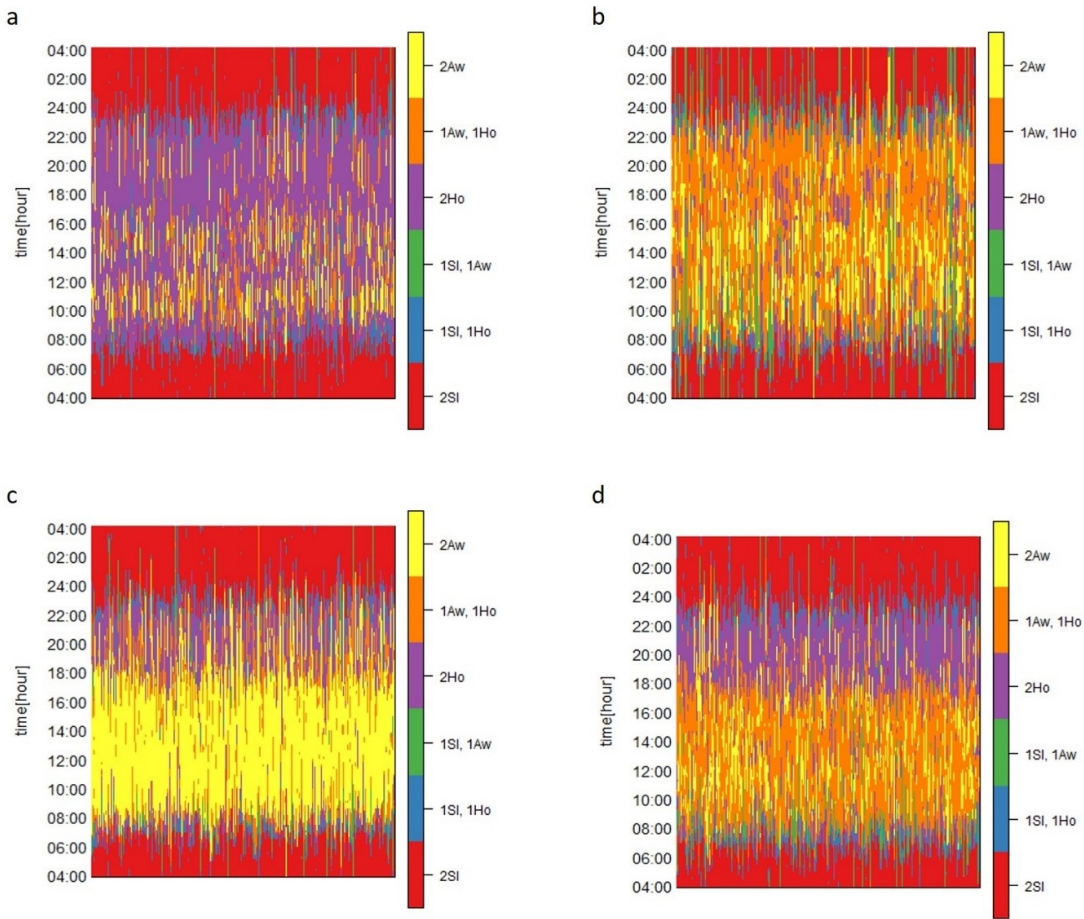 a
04:00
02:00
24:00
22:00
20:00
18:00
16:00
14:00
12:00
10:00
08:00
06:00
04:00
time[hour]
2Aw
1Aw, 1Ho
2Ho
1Sl, 1Aw
1Sl, 1Ho
2Sl
b
04:00
02:00
24:00
22:00
20:00
18:00
16:00
14:00
12:00
10:00
08:00
06:00
04:00
time[hour]
2Aw
1Aw, 1Ho
2Ho
1Sl, 1Aw
1Sl, 1Ho
2Sl
c
04:00
02:00
24:00
22:00
20:00
18:00
16:00
14:00
12:00
10:00
08:00
06:00
04:00
time[hour]
2Aw
1Aw, 1Ho
2Ho
1Sl, 1Aw
1Sl, 1Ho
2Sl
d
04:00
02:00
24:00
22:00
20:00
18:00
16:00
14:00
12:00
10:00
08:00
06:00
04:00
time[hour]
2Aw
1Aw, 1Ho
2Ho
1Sl, 1Aw
1Sl, 1Ho
2Sl